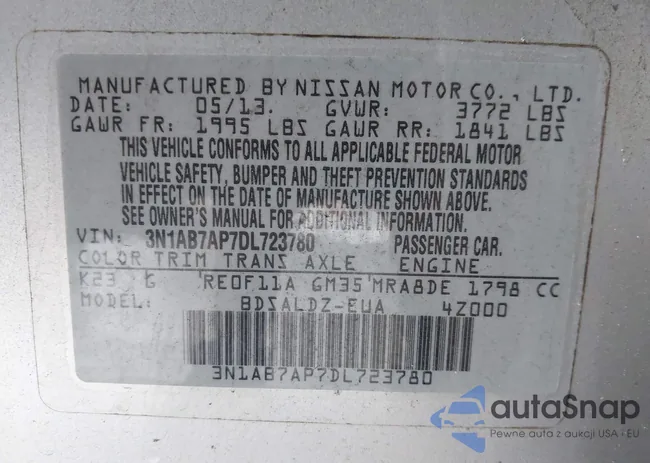 MANUFACTURED BY NISSAN MOTOR CO., LTD.
DATE: 05/13. GVWR: 3772 LBS
GAWR FR: 1995 LBS GAWR RR: 1841 LBS
THIS VEHICLE CONFORMS TO ALL APPLICABLE FEDERAL MOTOR
VEHICLE SAFETY, BUMPER AND THEFT PREVENTION STANDARDS
IN EFFECT ON THE DATE OF MANUFACTURE SHOWN ABOVE.
SEE OWNER'S MANUAL FOR ADDITIONAL INFORMATION.
VIN: 3N1AB7AP7DL723780 PASSENGER CAR.
COLOR TRIM TRANS AXLE ENGINE
K23 G RE0F11A GM35 MRA8DE 1798 CC
MODEL: BDSALDZ-EUA 4Z000
3N1AB7AP7DL723780
autaSnap
Pewne auta z aukcji USA i EU